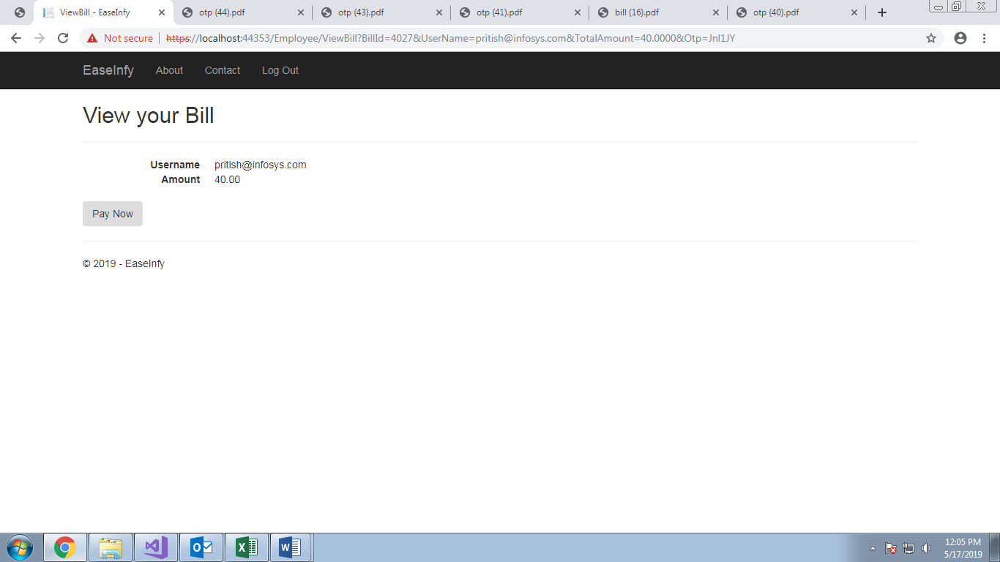 ViewBill - EaseInfy
otp (44).pdf
otp (43).pdf
otp (41).pdf
bill (16).pdf
otp (40).pdf
Not secure
https://localhost:44353/Employee/ViewBill?BillId=4027&UserName=pritish@infosys.com&TotalAmount=40.0000&Otp=JnI1JY
EaseInfy About Contact Log Out
View your Bill
Username pritish@infosys.com
Amount 40.00
Pay Now
© 2019 - EaseInfy
12:05 PM
5/17/2019